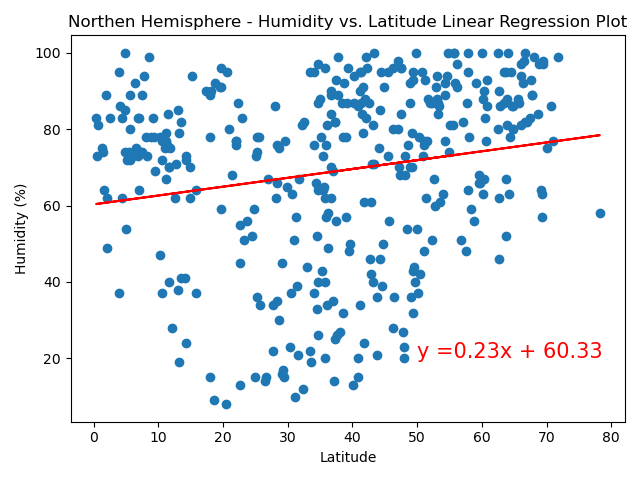 Northen Hemisphere - Humidity vs. Latitude Linear Regression Plot
100
80
60
40
20
Humidity (%)
y =0.23x + 60.33
0 10 20 30 40 50 60 70 80
Latitude